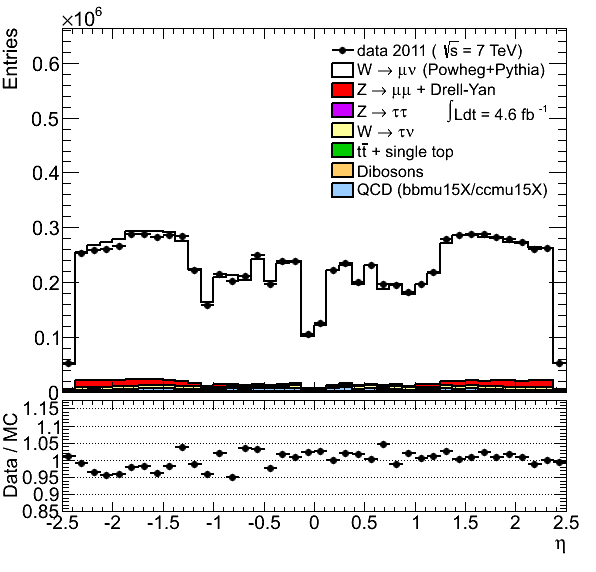 ×10⁶
Entries
0.6
0.5
0.4
0.3
0.2
0.1
0
data 2011 ( √s = 7 TeV)
W → μν (Powheg+Pythia)
Z → μμ + Drell-Yan
Z → ττ
∫Ldt = 4.6 fb⁻¹
W → τν
tt̄ + single top
Dibosons
QCD (bbmu15X/ccmu15X)
Data / MC
1.15
1.1
1.05
1
0.95
0.9
0.85
-2.5 -2 -1.5 -1 -0.5 0 0.5 1 1.5 2 2.5
η